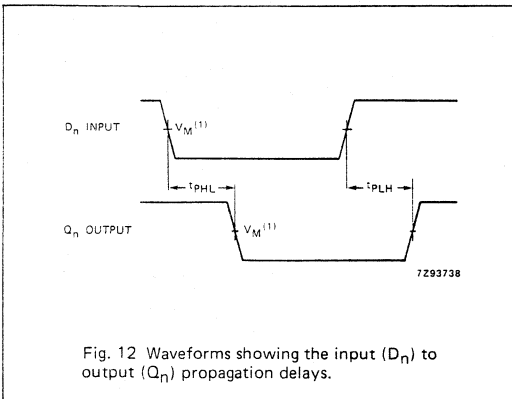 Dn INPUT
VM(1)
tPHL
tPLH
Qn OUTPUT
VM(1)
7Z93738
Fig. 12 Waveforms showing the input (Dn) to
output (Qn) propagation delays.